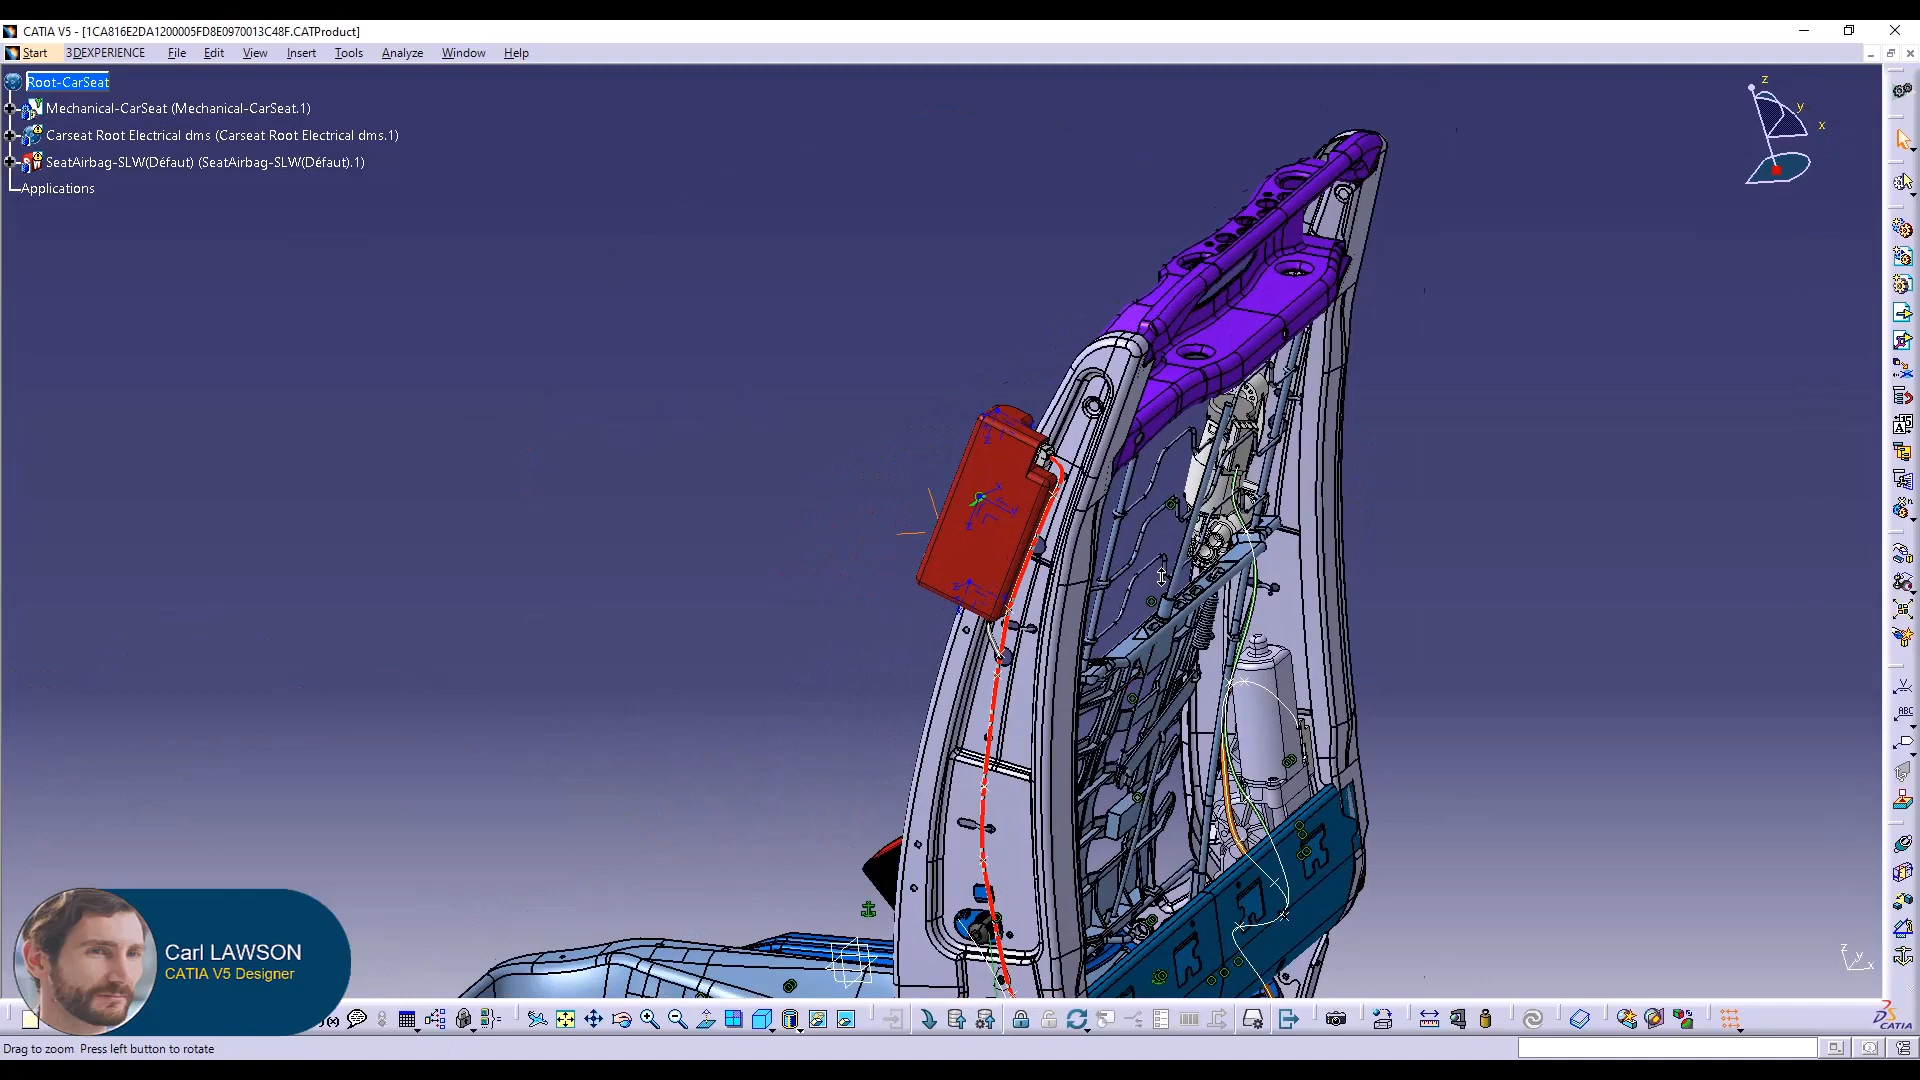 CATIA V5 - [1CA816E2DA1200005FD8E0970013C48F.CATProduct]
Start 3DEXPERIENCE File Edit View Insert Tools Analyze Window Help
Root-CarSeat
Mechanical-CarSeat (Mechanical-CarSeat.1)
Carseat Root Electrical dms (Carseat Root Electrical dms.1)
SeatAirbag-SLW(Défaut) (SeatAirbag-SLW(Défaut).1)
Applications
z
y
x
ABC
Carl LAWSON
CATIA V5 Designer
z
y
x
CATIA
Drag to zoom Press left button to rotate